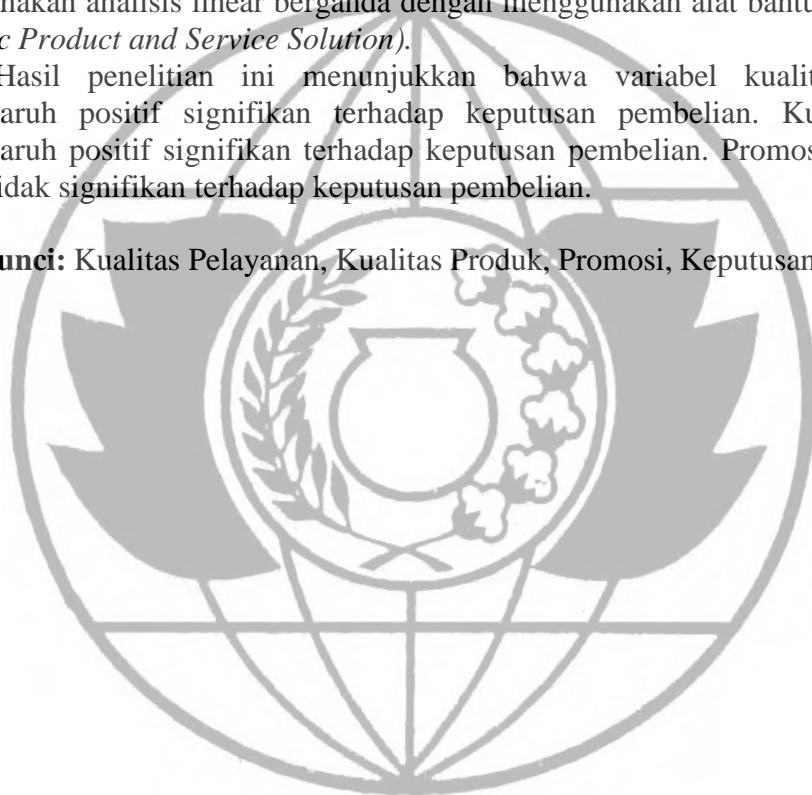 nakan analisis linear berganda dengan menggunakan alat bantu
c Product and Service Solution).
Hasil penelitian ini menunjukkan bahwa variabel kualit
aruh positif signifikan terhadap keputusan pembelian. Ku
aruh positif signifikan terhadap keputusan pembelian. Promos
idak signifikan terhadap keputusan pembelian.
unci: Kualitas Pelayanan, Kualitas Produk, Promosi, Keputusan